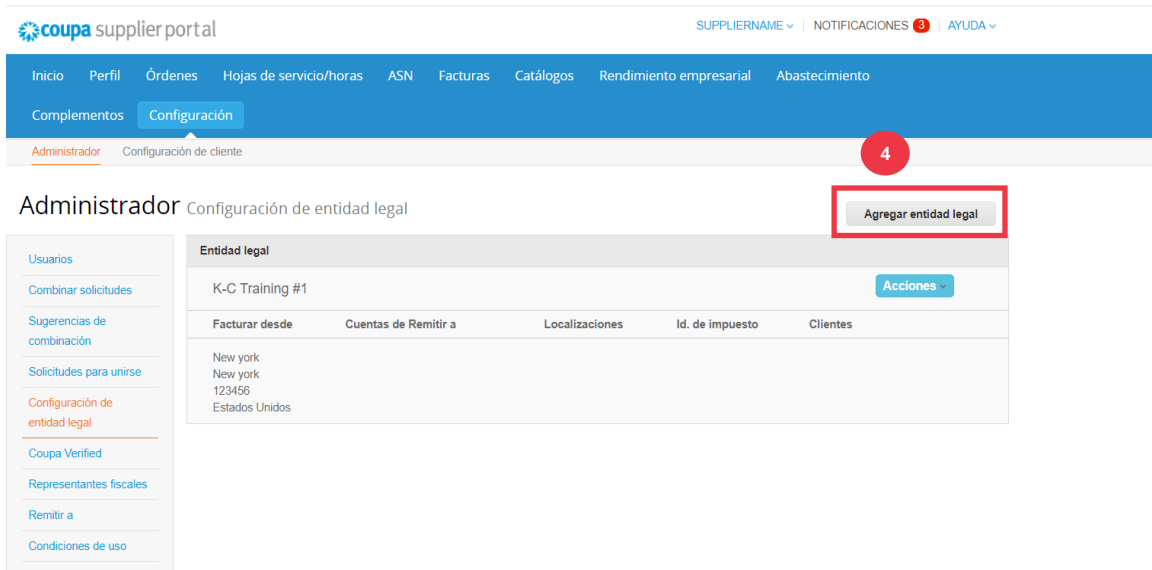 coupa supplier portal
SUPPLIERNAME
NOTIFICACIONES 3
AYUDA
Inicio Perfil Órdenes Hojas de servicio/horas ASN Facturas Catálogos Rendimiento empresarial Abastecimiento
Complementos Configuración
Administrador Configuración de cliente
4
Administrador Configuración de entidad legal
Agregar entidad legal
Usuarios
Combinar solicitudes
Sugerencias de
combinación
Solicitudes para unirse
Configuración de
entidad legal
Coupa Verified
Representantes fiscales
Remitir a
Condiciones de uso
Entidad legal
K-C Training #1
Acciones
Facturar desde Cuentas de Remitir a Localizaciones Id. de impuesto Clientes
New york
New york
123456
Estados Unidos